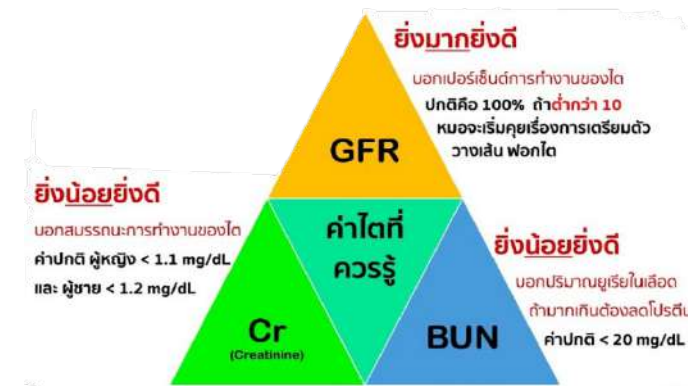 ยิ่งมากยิ่งดี
บอกเปอร์เซ็นต์การทำงานของไต
ปกติคือ 100% ถ้าต่ำกว่า 10
หมอจะเริ่มคุยเรื่องการเตรียมตัว
วางเส้น ฟอกไต
GFR
ยิ่งน้อยยิ่งดี
บอกสมรรถนะการทำงานของไต
ค่าปกติ ผู้หญิง < 1.1 mg/dL
และ ผู้ชาย < 1.2 mg/dL
ค่าไตที่
ควรรู้
ยิ่งน้อยยิ่งดี
บอกปริมาณยูเรียในเลือด
ถ้ามากเกินต้องลดโปรตีน
ค่าปกติ < 20 mg/dL
Cr
(Creatinine)
BUN